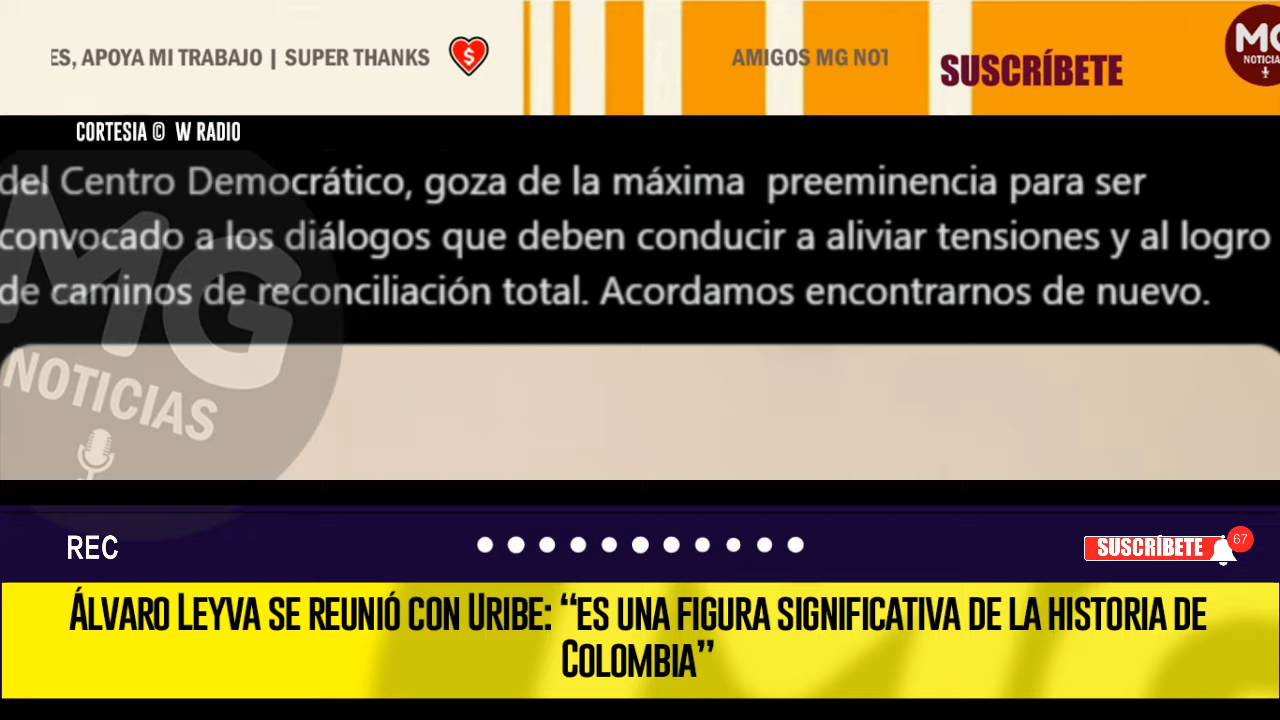 ES, APOYA MI TRABAJO | SUPER THANKS
$
AMIGOS MG NOT
SUSCRÍBETE
MG
NOTICIA
CORTESIA © W RADIO
del Centro Democrático, goza de la máxima preeminencia para ser
convocado a los diálogos que deben conducir a aliviar tensiones y al logro
de caminos de reconciliación total. Acordamos encontrarnos de nuevo.
MG
NOTICIAS
REC
SUSCRÍBETE
67
ÁLVARO LEYVA SE REUNIÓ CON URIBE: “ES UNA FIGURA SIGNIFICATIVA DE LA HISTORIA DE
COLOMBIA”